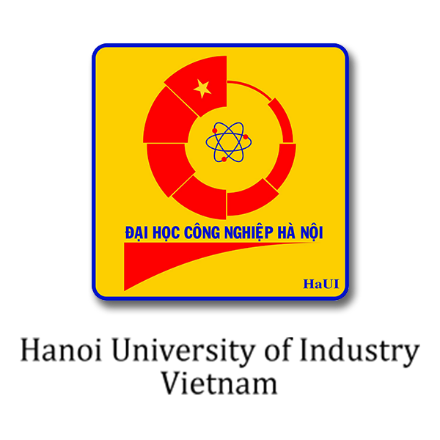 ĐẠI HỌC CÔNG NGHIỆP HÀ NỘI
HaUI
Hanoi University of Industry
Vietnam